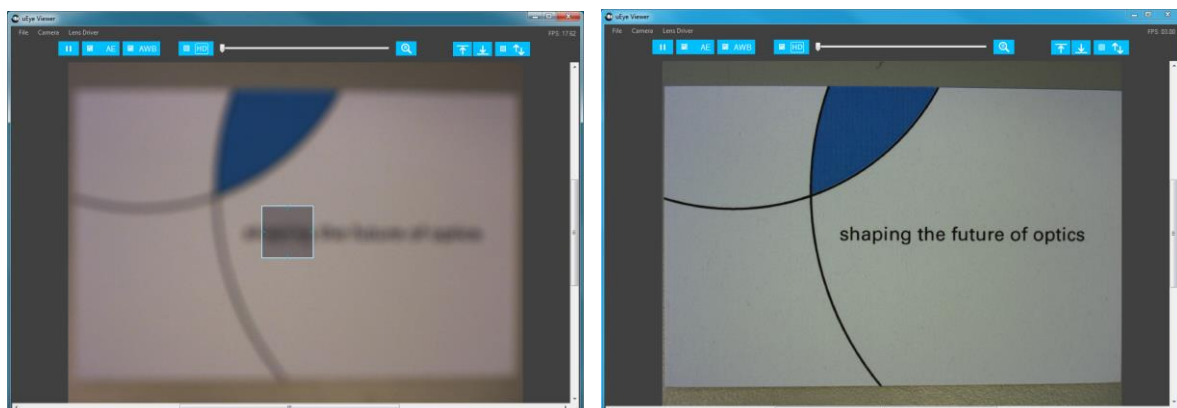 uEye Viewer
File Camera Lens Driver
FPS: 17.62
AE
AWB
HD
shaping the future of optics
uEye Viewer
File Camera Lens Driver
FPS: 03.00
AE
AWB
HD
shaping the future of optics